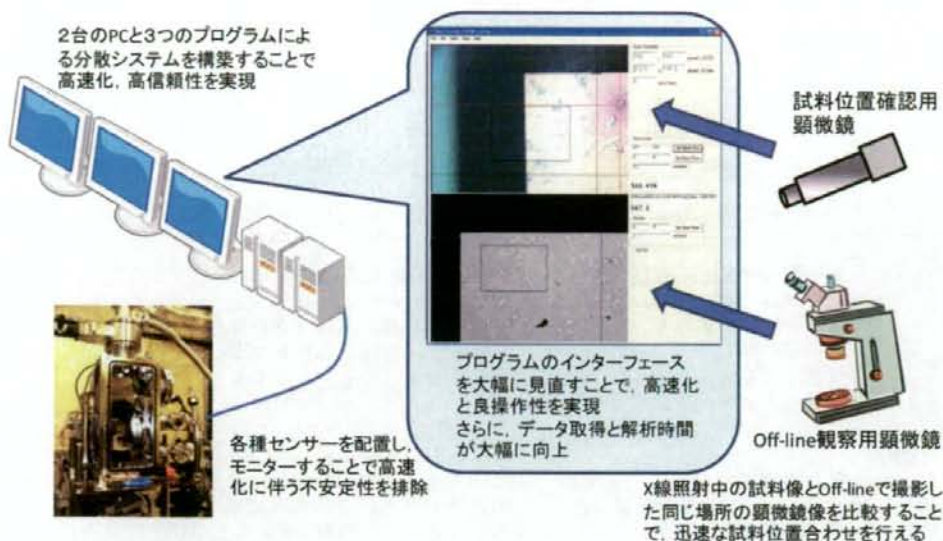 2台のPCと3つのプログラムによ
る分散システムを構築することで
高速化，高信頼性を実現
試料位置確認用
顕微鏡
プログラムのインターフェース
を大幅に見直すことで，高速化
と良操作性を実現
さらに，データ取得と解析時間
が大幅に向上
各種センサーを配置し，
モニターすることで高速
化に伴う不安定性を排除
Off-line観察用顕微鏡
X線照射中の試料像とOff-lineで撮影し
た同じ場所の顕微鏡像を比較すること
で，迅速な試料位置合わせを行える